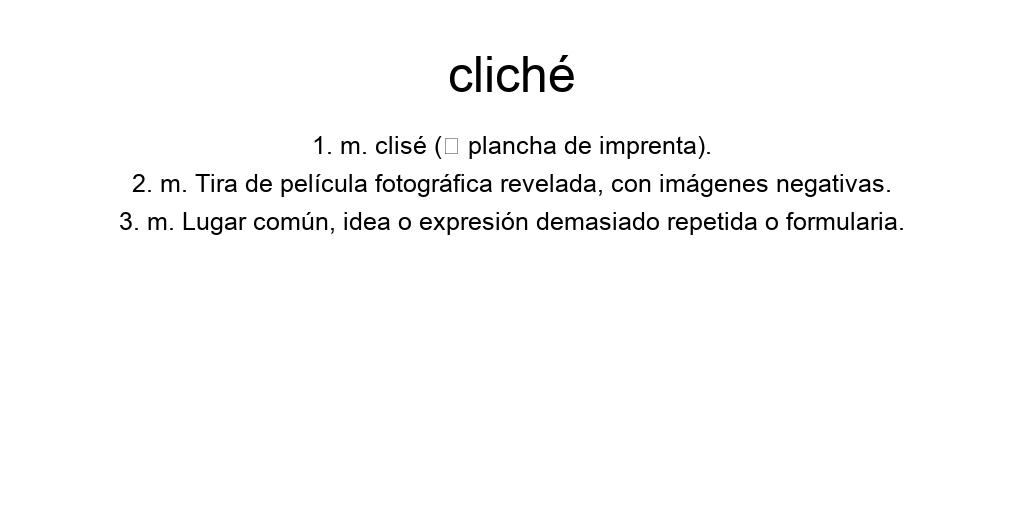 cliché
1. m. clisé (□ plancha de imprenta).
2. m. Tira de película fotográfica revelada, con imágenes negativas.
3. m. Lugar común, idea o expresión demasiado repetida o formularia.